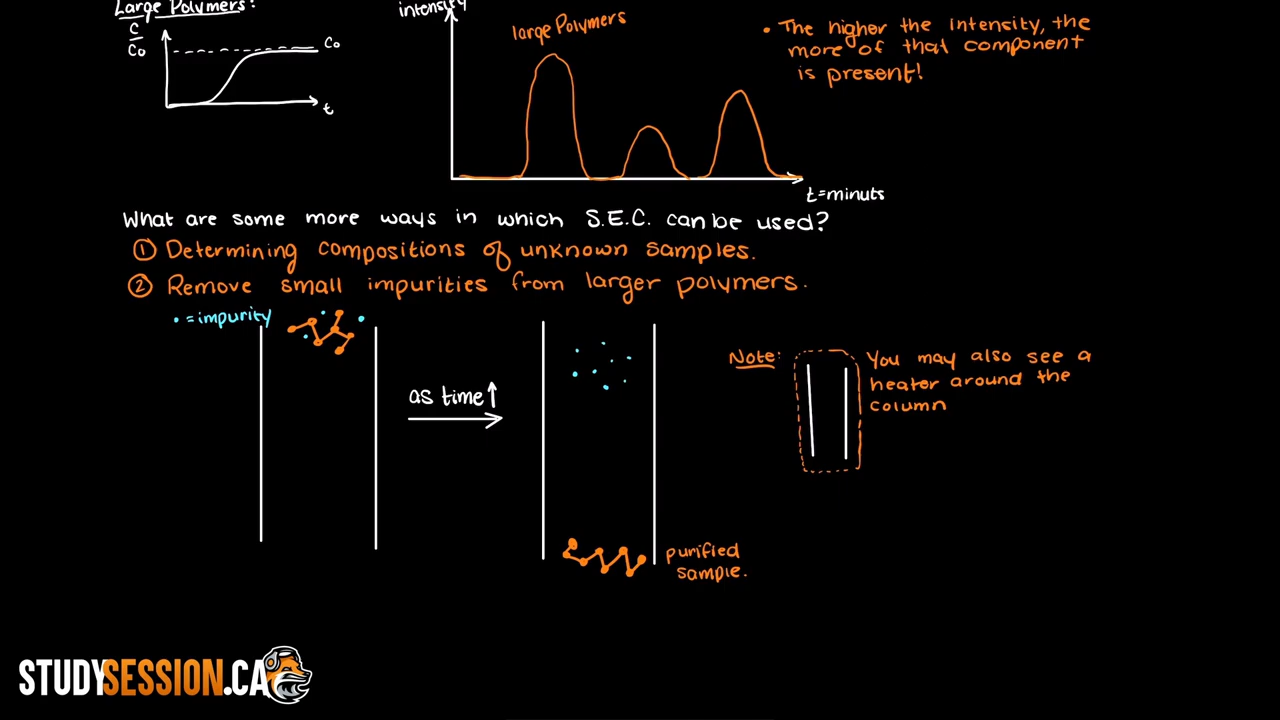 Large Polymers:
C
Co
Co
t
intensity
large Polymers
t=minuts
• The higher the intensity, the
more of that component
is present!
What are some more ways in which S.E.C. can be used?
① Determining compositions of unknown samples.
② Remove small impurities from larger polymers.
• = impurity
as time↑
purified
sample.
Note:
You may also see a
heater around the
column
STUDYSESSION.CA